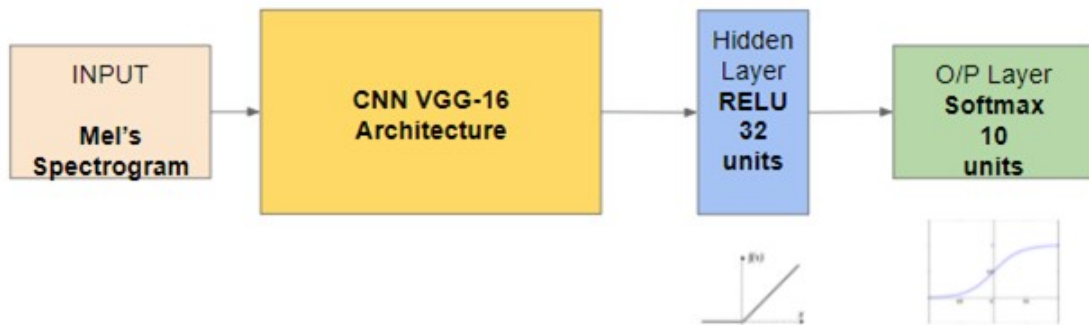 INPUT
Mel's
Spectrogram
CNN VGG-16
Architecture
Hidden
Layer
RELU
32
units
O/P Layer
Softmax
10
units
f(x)